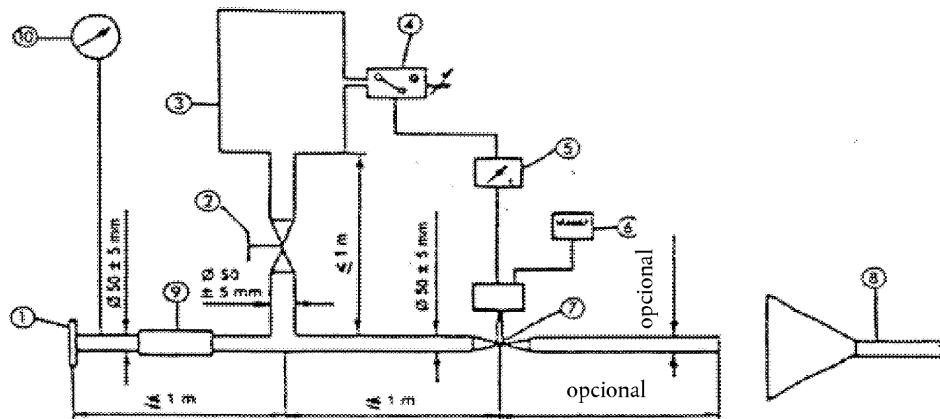 10
4
3
5
2
6
≤ 1 m
Ø 50 ± 5 mm
Ø 50 ± 5 mm
Ø 50
± 5 mm
opcional
9
7
8
1
≤ 1 m
≤ 1 m
opcional